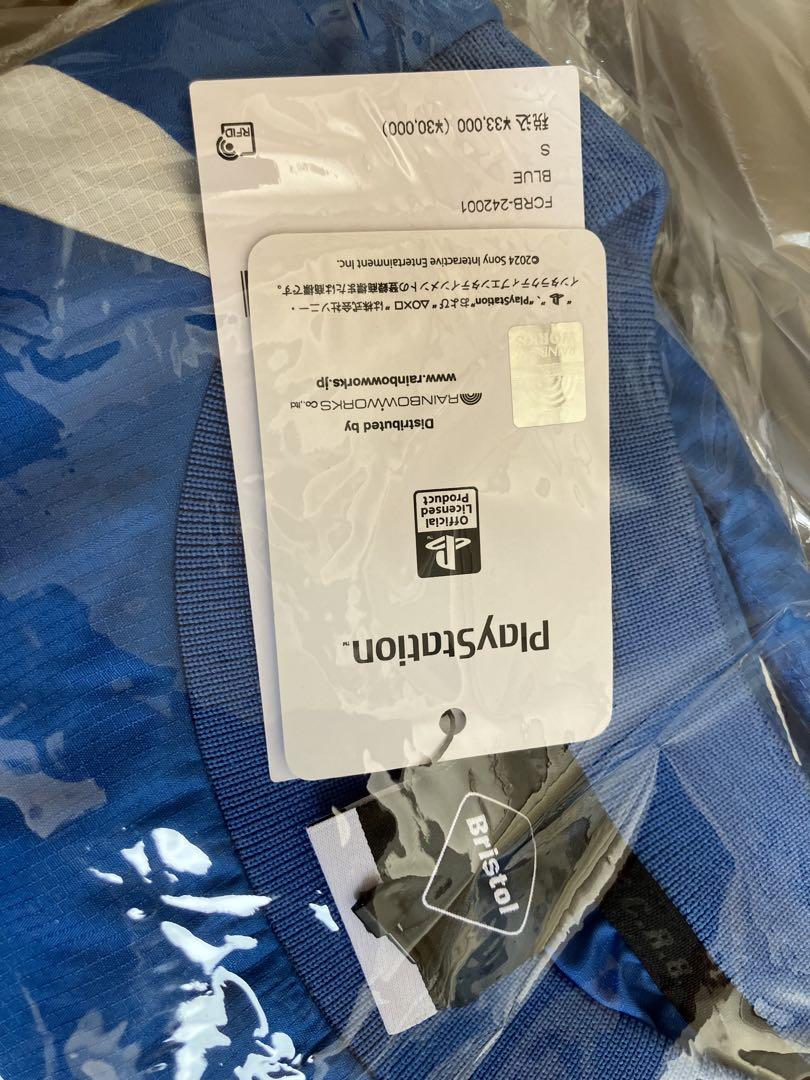 税込 ¥33,000 (¥30,000)
S
BLUE
FCRB-242001
RFID
©2024 Sony Interactive Entertainment Inc.
"、"PlayStation"および"△○×□"は株式会社ソニー・
インタラクティブエンタテインメントの登録商標または商標です。
RAINBOW
WORKS
www.rainbowworks.jp
RAINBOWWORKS Co.,ltd
Distributed by
Official
Licensed
Product
PlayStation™
Bristol